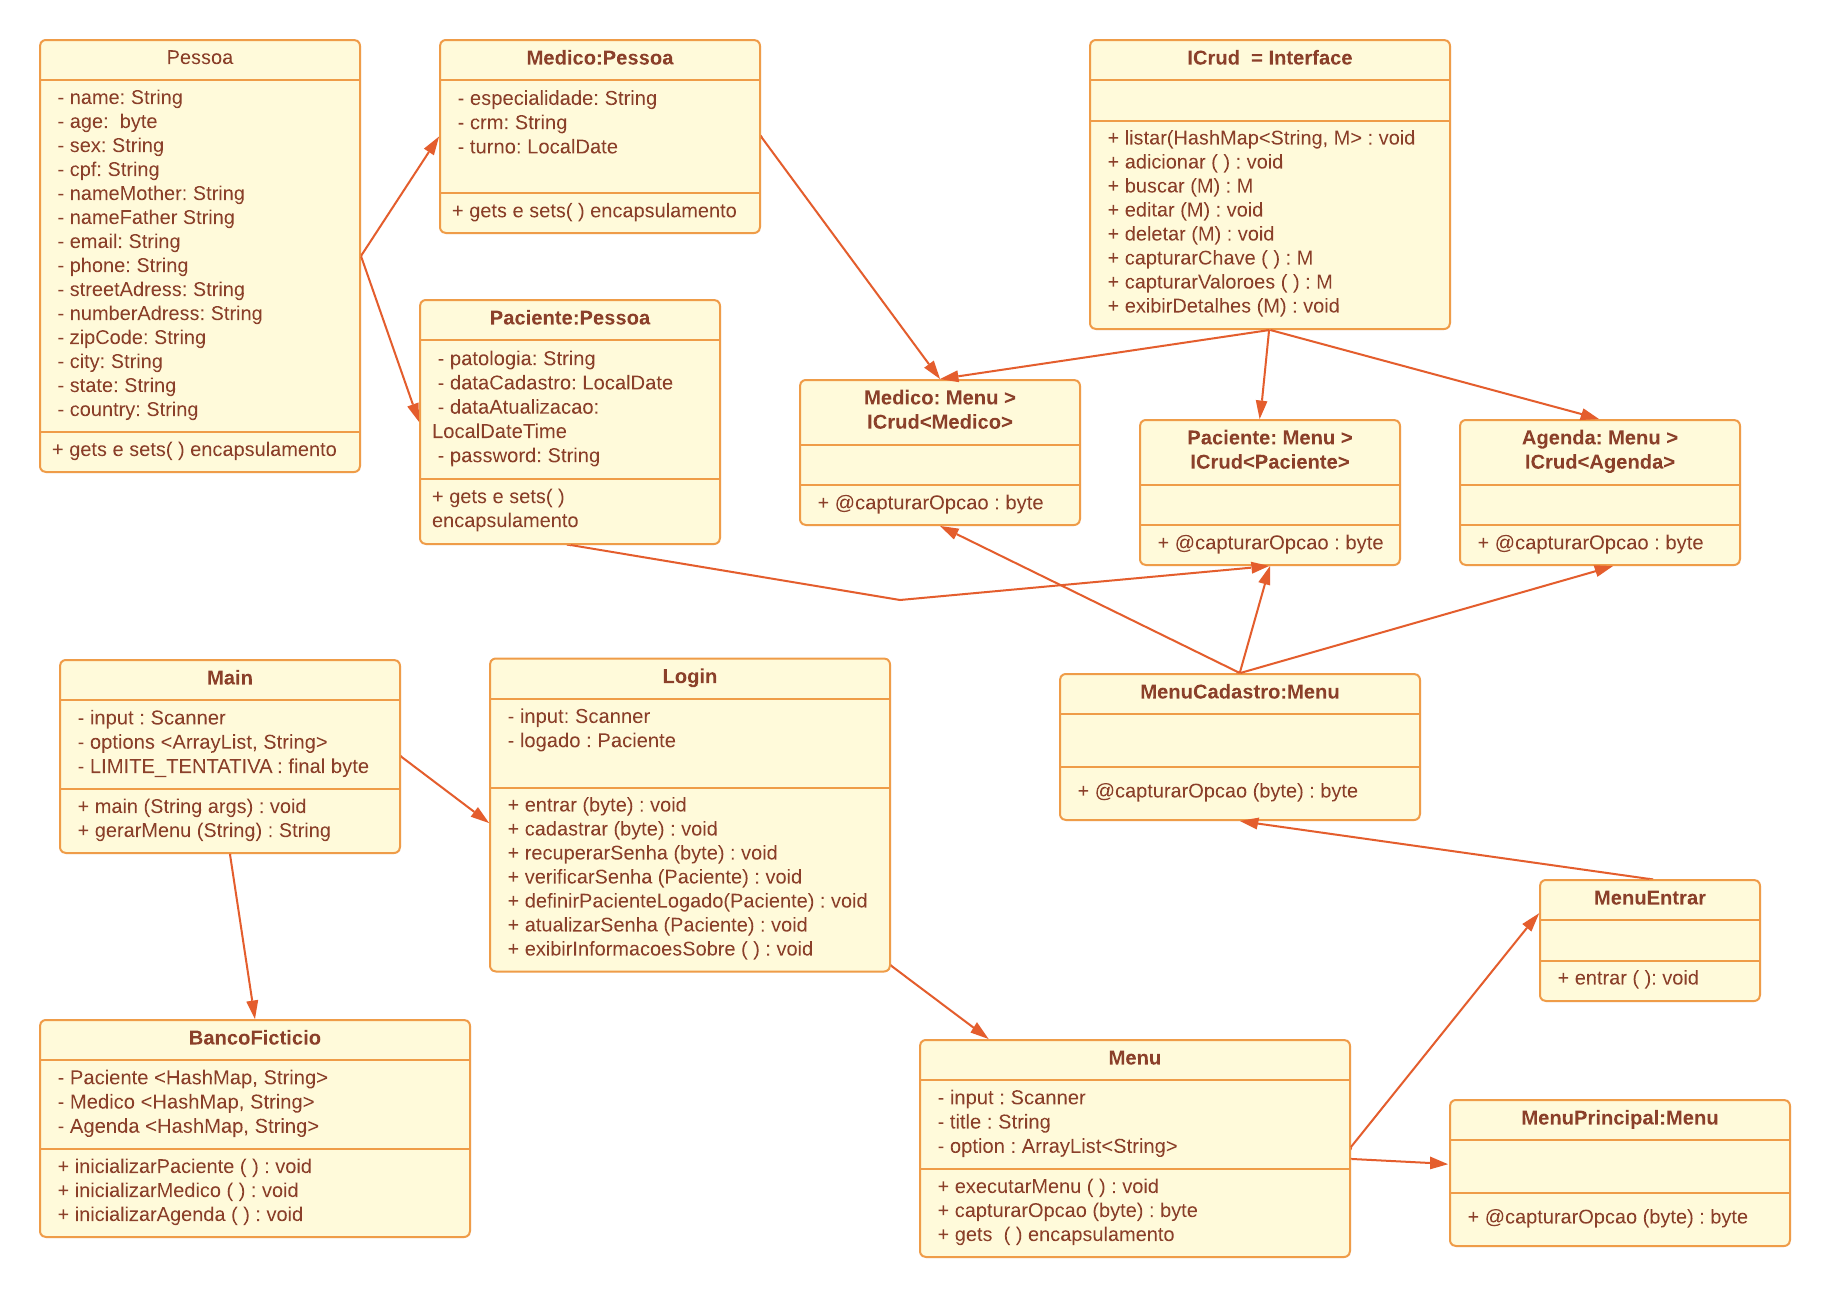 Pessoa
- name: String
- age:  byte
- sex: String
- cpf: String
- nameMother: String
- nameFather String
- email: String
- phone: String
- streetAdress: String
- numberAdress: String
- zipCode: String
- city: String
- state: String
- country: String
+ gets e sets( ) encapsulamento
Medico:Pessoa
- especialidade: String
- crm: String
- turno: LocalDate
+ gets e sets( ) encapsulamento
ICrud  = Interface
+ listar(HashMap<String, M> : void
+ adicionar ( ) : void
+ buscar (M) : M
+ editar (M) : void
+ deletar (M) : void
+ capturarChave ( ) : M
+ capturarValoroes ( ) : M
+ exibirDetalhes (M) : void
Paciente:Pessoa
- patologia: String
- dataCadastro: LocalDate
- dataAtualizacao:
LocalDateTime
- password: String
+ gets e sets( )
encapsulamento
Medico: Menu >
ICrud<Medico>
+ @capturarOpcao : byte
Paciente: Menu >
ICrud<Paciente>
+ @capturarOpcao : byte
Agenda: Menu >
ICrud<Agenda>
+ @capturarOpcao : byte
Main
- input : Scanner
- options <ArrayList, String>
- LIMITE_TENTATIVA : final byte
+ main (String args) : void
+ gerarMenu (String) : String
Login
- input: Scanner
- logado : Paciente
+ entrar (byte) : void
+ cadastrar (byte) : void
+ recuperarSenha (byte) : void
+ verificarSenha (Paciente) : void
+ definirPacienteLogado(Paciente) : void
+ atualizarSenha (Paciente) : void
+ exibirInformacoesSobre ( ) : void
MenuCadastro:Menu
+ @capturarOpcao (byte) : byte
MenuEntrar
+ entrar ( ): void
BancoFicticio
- Paciente <HashMap, String>
- Medico <HashMap, String>
- Agenda <HashMap, String>
+ inicializarPaciente ( ) : void
+ inicializarMedico ( ) : void
+ inicializarAgenda ( ) : void
Menu
- input : Scanner
- title : String
- option : ArrayList<String>
+ executarMenu ( ) : void
+ capturarOpcao (byte) : byte
+ gets  ( ) encapsulamento
MenuPrincipal:Menu
+ @capturarOpcao (byte) : byte